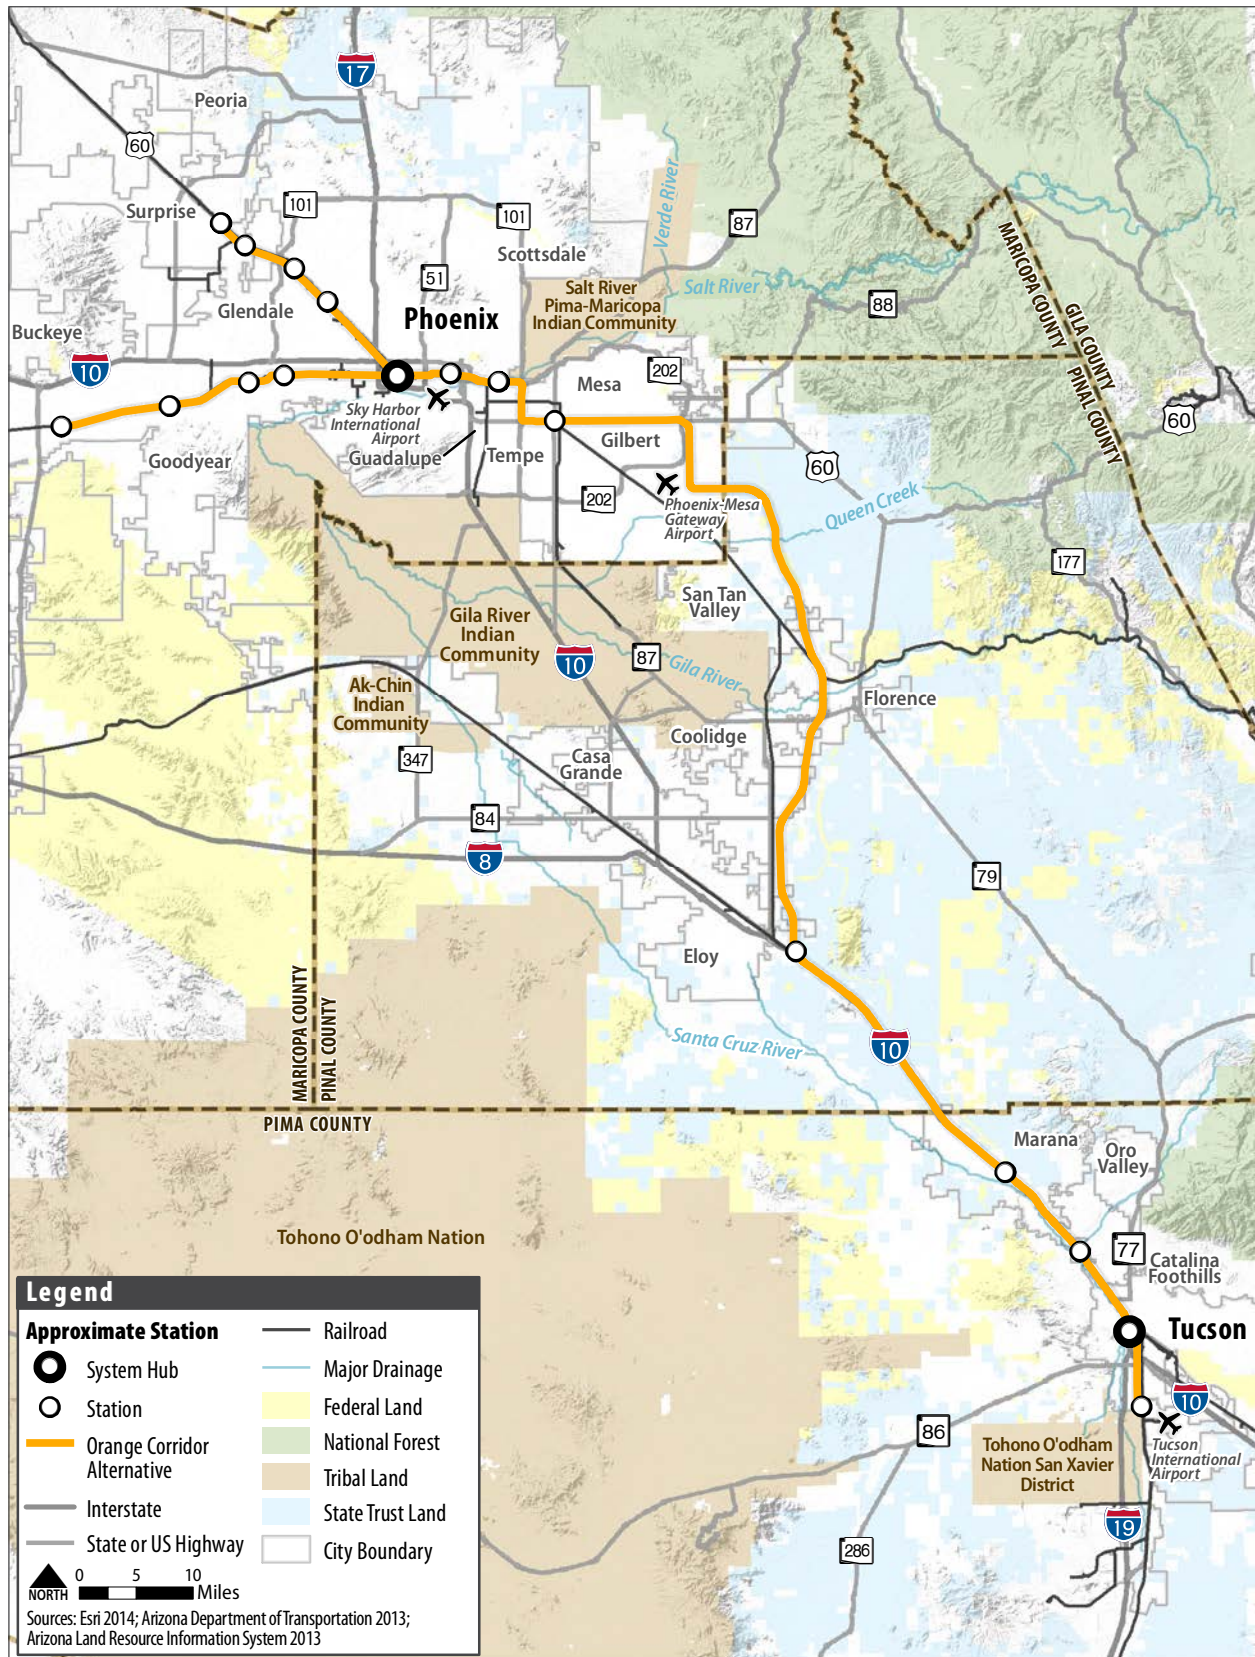 17
Peoria
60
Surprise
101
101
Scottsdale
Verde River
87
MARICOPA COUNTY
GILA COUNTY
51
Salt River
Pima-Maricopa
Indian Community
Salt River
88
Glendale
Phoenix
Buckeye
10
202
Mesa
PINAL COUNTY
60
Sky Harbor
International
Airport
Guadalupe
Goodyear
Tempe
Gilbert
60
202
Phoenix-Mesa
Gateway
Airport
Queen Creek
177
San Tan
Valley
Gila River
Indian
Community
10
87
Gila River
Ak-Chin
Indian
Community
Florence
Coolidge
347
Casa
Grande
84
8
79
Eloy
MARICOPA COUNTY
PINAL COUNTY
Santa Cruz River
10
PIMA COUNTY
Marana
Oro
Valley
Tohono O'odham Nation
77
Catalina
Foothills
Tucson
10
86
Tohono O'odham
Nation San Xavier
District
Tucson
International
Airport
19
286
Legend
Approximate Station
System Hub
Station
Orange Corridor
Alternative
Interstate
State or US Highway
Railroad
Major Drainage
Federal Land
National Forest
Tribal Land
State Trust Land
City Boundary
NORTH
0 5 10
Miles
Sources: Esri 2014; Arizona Department of Transportation 2013;
Arizona Land Resource Information System 2013